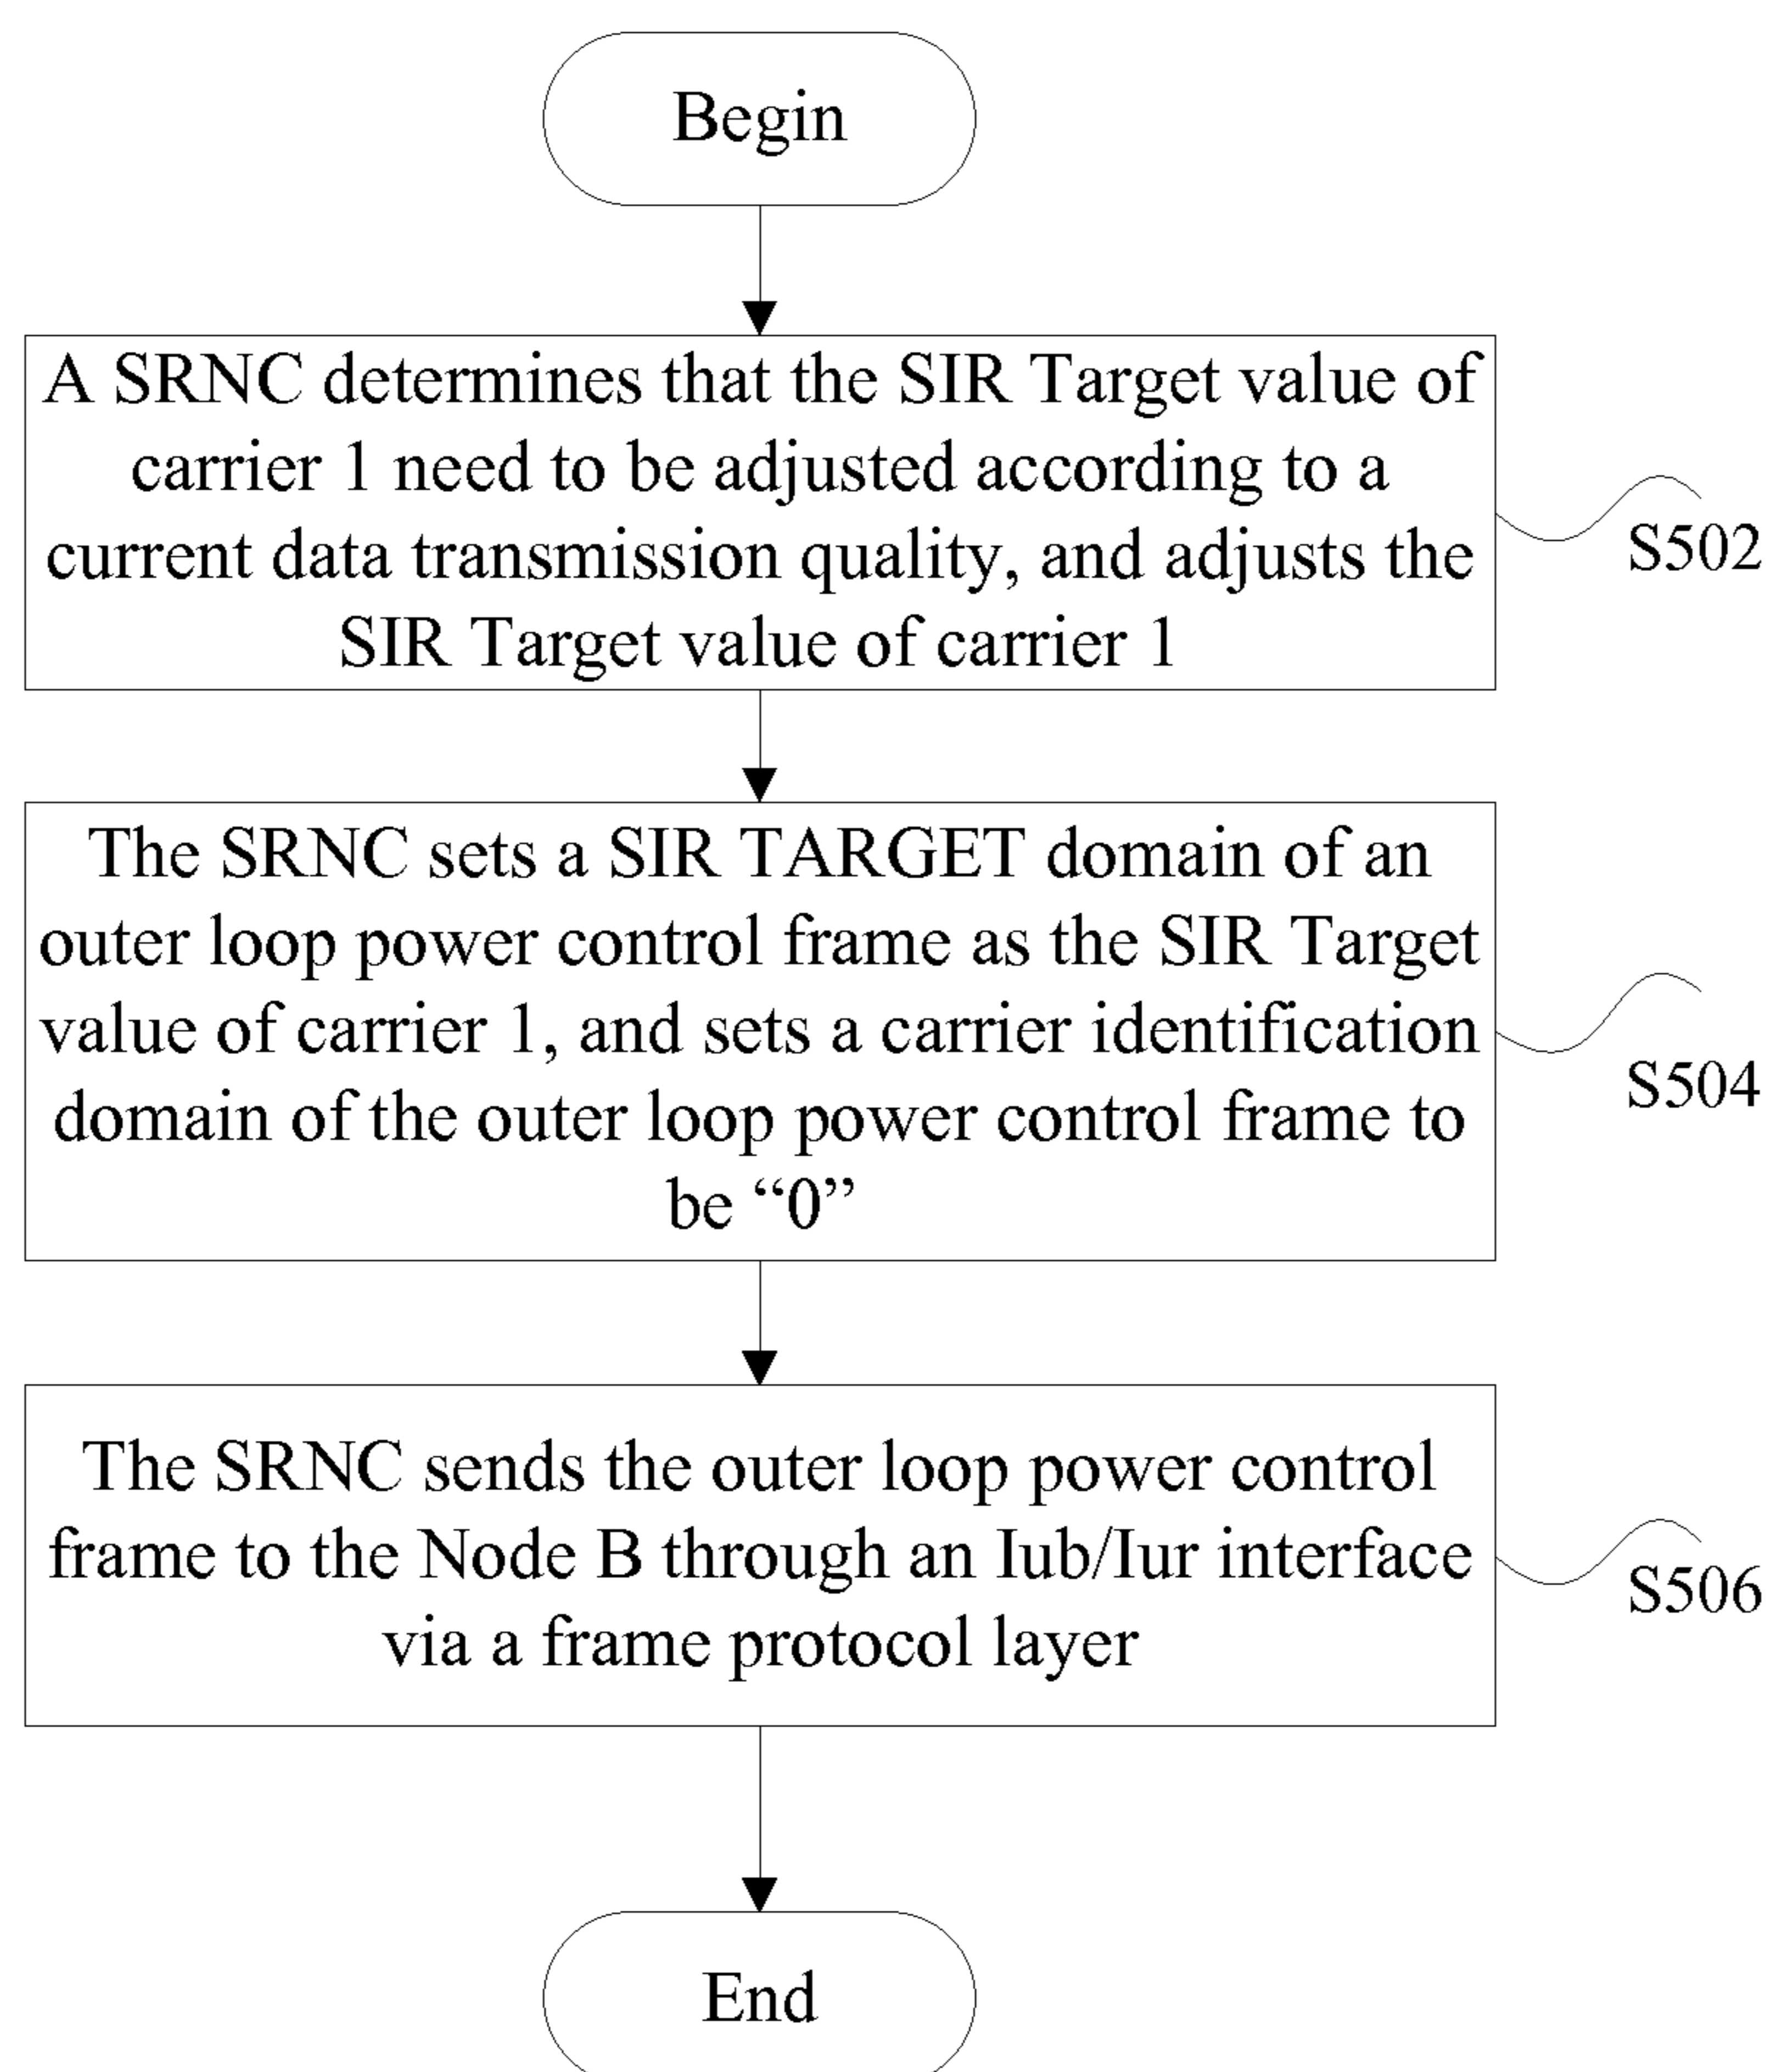 Begin
A SRNC determines that the SIR Target value of
carrier 1 need to be adjusted according to a
current data transmission quality, and adjusts the
SIR Target value of carrier 1
S502
The SRNC sets a SIR TARGET domain of an
outer loop power control frame as the SIR Target
value of carrier 1, and sets a carrier identification
domain of the outer loop power control frame to
be “0”
S504
The SRNC sends the outer loop power control
frame to the Node B through an Iub/Iur interface
via a frame protocol layer
S506
End